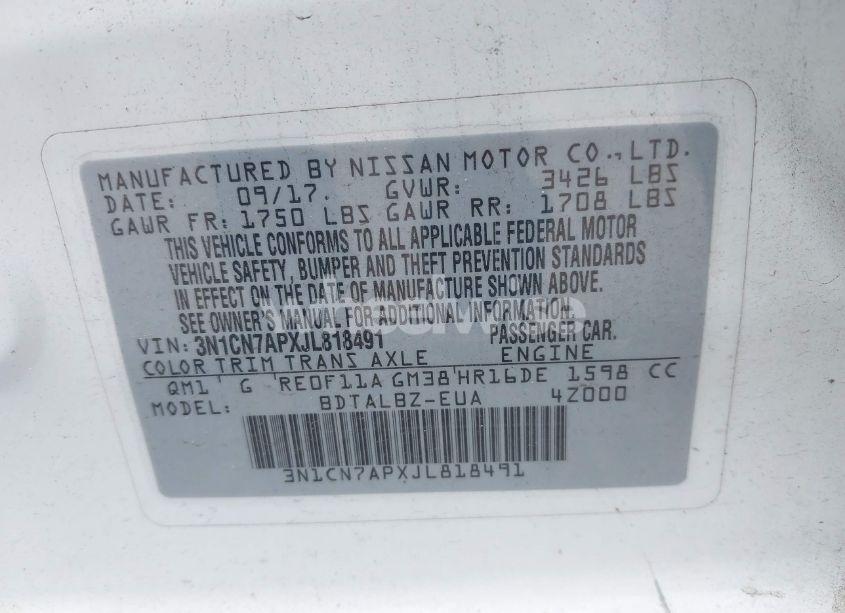 MANUFACTURED BY NISSAN MOTOR CO., LTD.
DATE: 09/17. GVWR: 3426 LBS
GAWR FR: 1750 LBS GAWR RR: 1708 LBS
THIS VEHICLE CONFORMS TO ALL APPLICABLE FEDERAL MOTOR
VEHICLE SAFETY, BUMPER AND THEFT PREVENTION STANDARDS
IN EFFECT ON THE DATE OF MANUFACTURE SHOWN ABOVE.
SEE OWNER'S MANUAL FOR ADDITIONAL INFORMATION.
VIN: 3N1CN7APXJL818491 PASSENGER CAR.
COLOR TRIM TRANS AXLE ENGINE
QM1 G RE0F11A GM38 HR16DE 1598 CC
MODEL: BDTALBZ-EUA 4Z000
3N1CN7APXJL818491